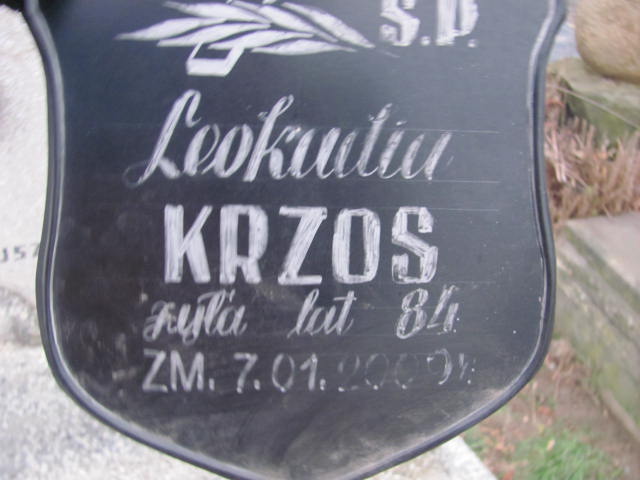 Ś.P.
Leokadia
KRZOS
żyła lat 84
ZM. 7.01.2009r.